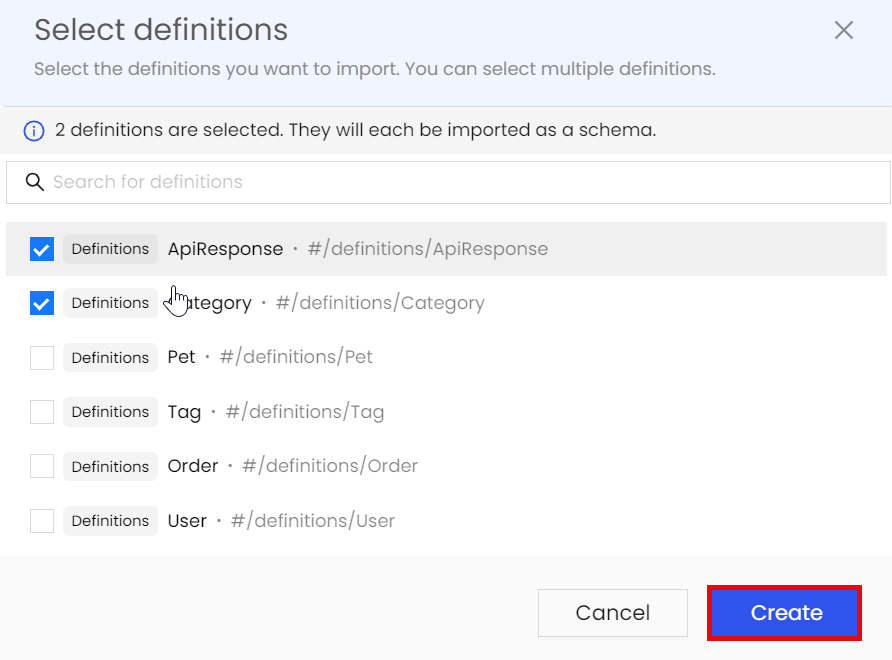 Select definitions
Select the definitions you want to import. You can select multiple definitions.
2 definitions are selected. They will each be imported as a schema.
Search for definitions
Definitions ApiResponse · #/definitions/ApiResponse
Definitions Category · #/definitions/Category
Definitions Pet · #/definitions/Pet
Definitions Tag · #/definitions/Tag
Definitions Order · #/definitions/Order
Definitions User · #/definitions/User
Cancel Create